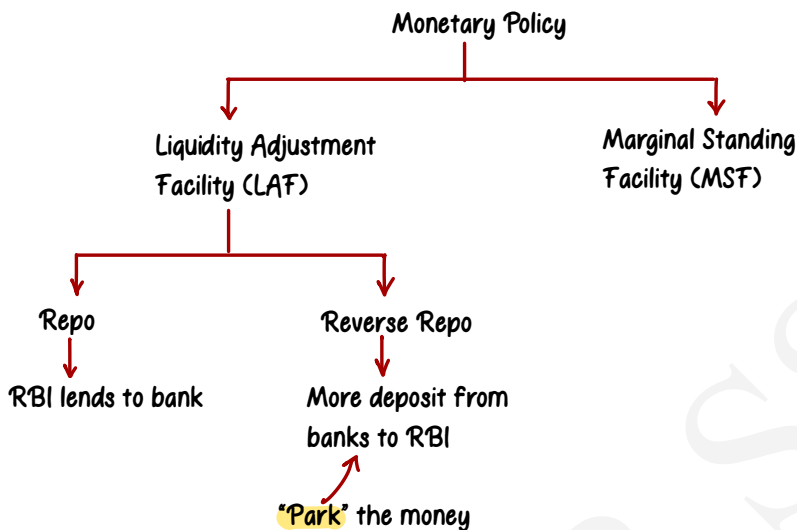 Monetary Policy
Liquidity Adjustment
Facility (LAF)
Marginal Standing
Facility (MSF)
Repo
Reverse Repo
RBI lends to bank
More deposit from
banks to RBI
“Park” the money